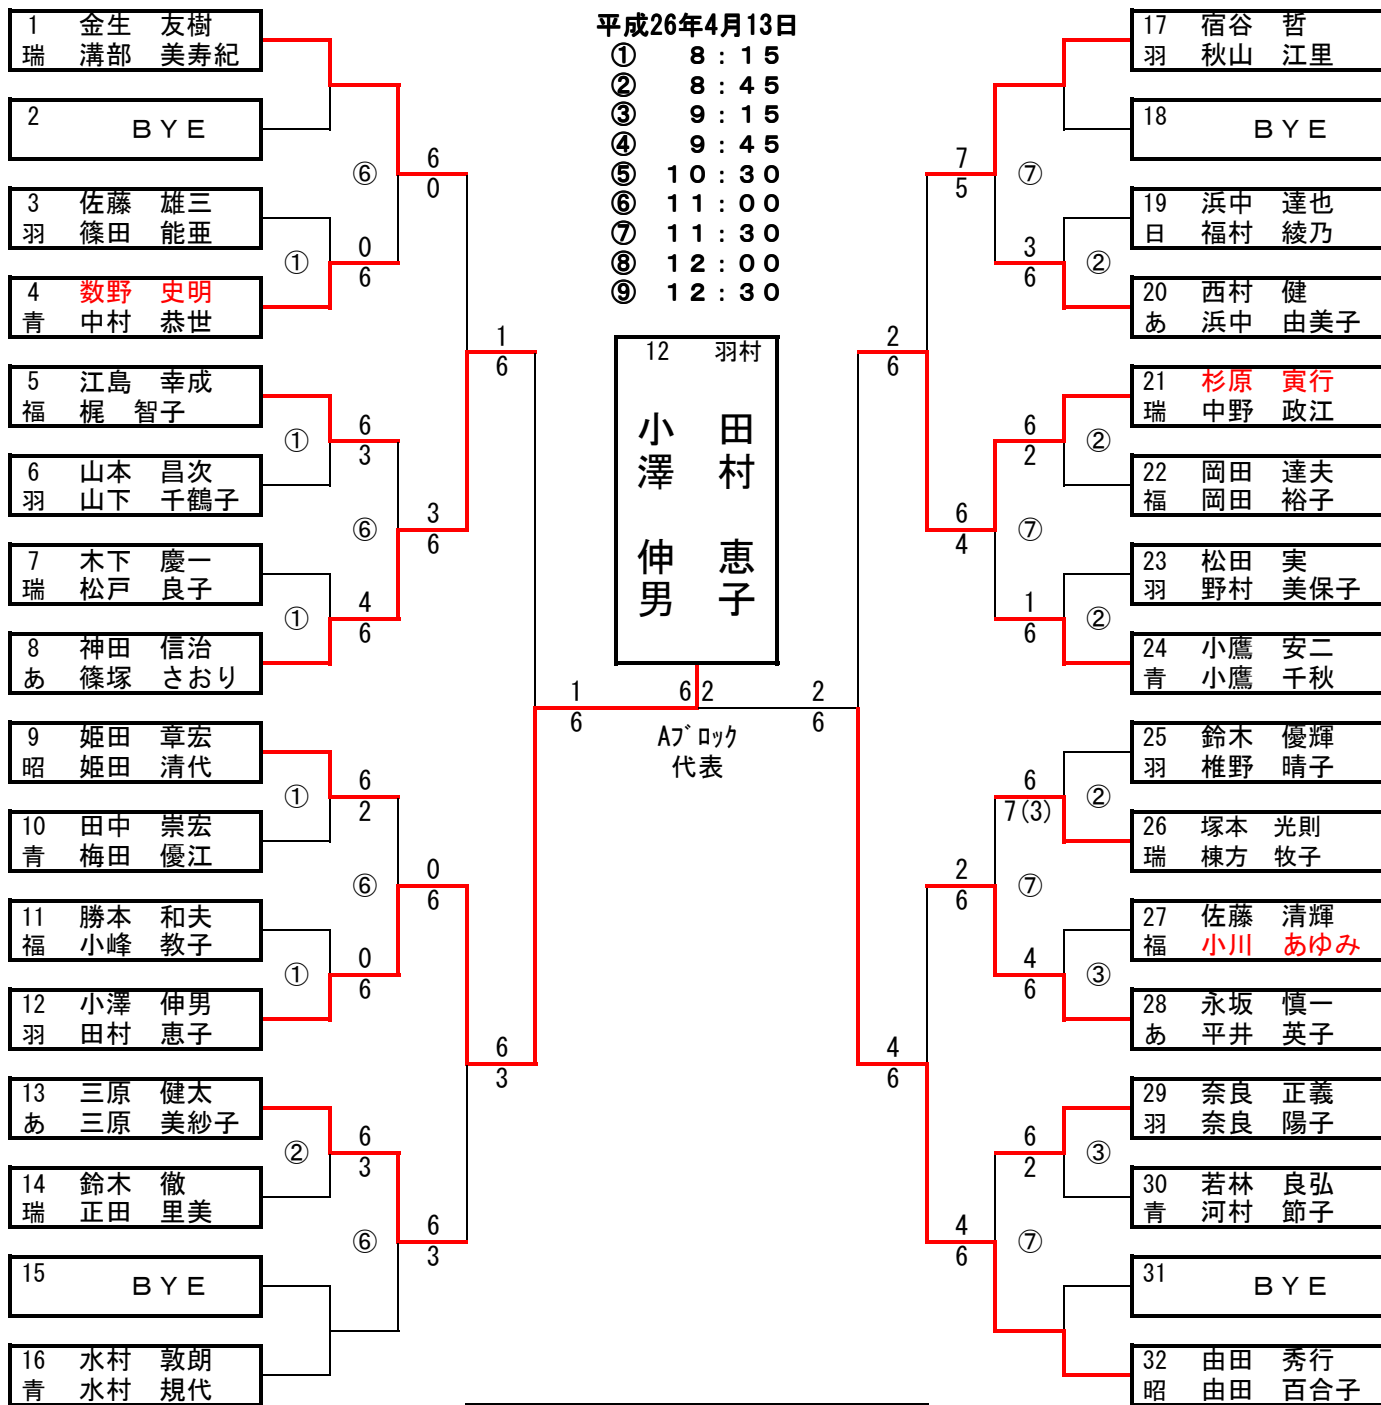 平成26年4月13日
① 8:15
② 8:45
③ 9:15
④ 9:45
⑤ 10:30
⑥ 11:00
⑦ 11:30
⑧ 12:00
⑨ 12:30
1 金生 友樹
瑞 溝部 美寿紀
2 BYE
3 佐藤 雄三
羽 篠田 能亜
4 数野 史明
青 中村 恭世
5 江島 幸成
福 梶 智子
6 山本 昌次
羽 山下 千鶴子
7 木下 慶一
瑞 松戸 良子
8 神田 信治
あ 篠塚 さおり
9 姫田 章宏
昭 姫田 清代
10 田中 崇宏
青 梅田 優江
11 勝本 和夫
福 小峰 教子
12 小澤 伸男
羽 田村 恵子
13 三原 健太
あ 三原 美紗子
14 鈴木 徹
瑞 正田 里美
15 BYE
16 水村 敦朗
青 水村 規代
①
0
6
①
6
3
①
4
6
①
6
2
①
0
6
②
6
3
⑥
6
0
⑥
3
6
⑥
0
6
⑥
6
3
1
6
6
3
1
6
12 羽村
田村 恵子
小澤 伸男
6 2
Aブロック
代表
2
6
2
6
4
6
7
5
⑦
6
4
⑦
2
6
⑦
4
6
⑦
3
6
②
6
2
②
1
6
②
6
7(3)
②
4
6
③
6
2
③
17 宿谷 哲
羽 秋山 江里
18 BYE
19 浜中 達也
日 福村 綾乃
20 西村 健
あ 浜中 由美子
21 杉原 寅行
瑞 中野 政江
22 岡田 達夫
福 岡田 裕子
23 松田 実
羽 野村 美保子
24 小鷹 安二
青 小鷹 千秋
25 鈴木 優輝
羽 椎野 晴子
26 塚本 光則
瑞 棟方 牧子
27 佐藤 清輝
福 小川 あゆみ
28 永坂 慎一
あ 平井 英子
29 奈良 正義
羽 奈良 陽子
30 若林 良弘
青 河村 節子
31 BYE
32 由田 秀行
昭 由田 百合子